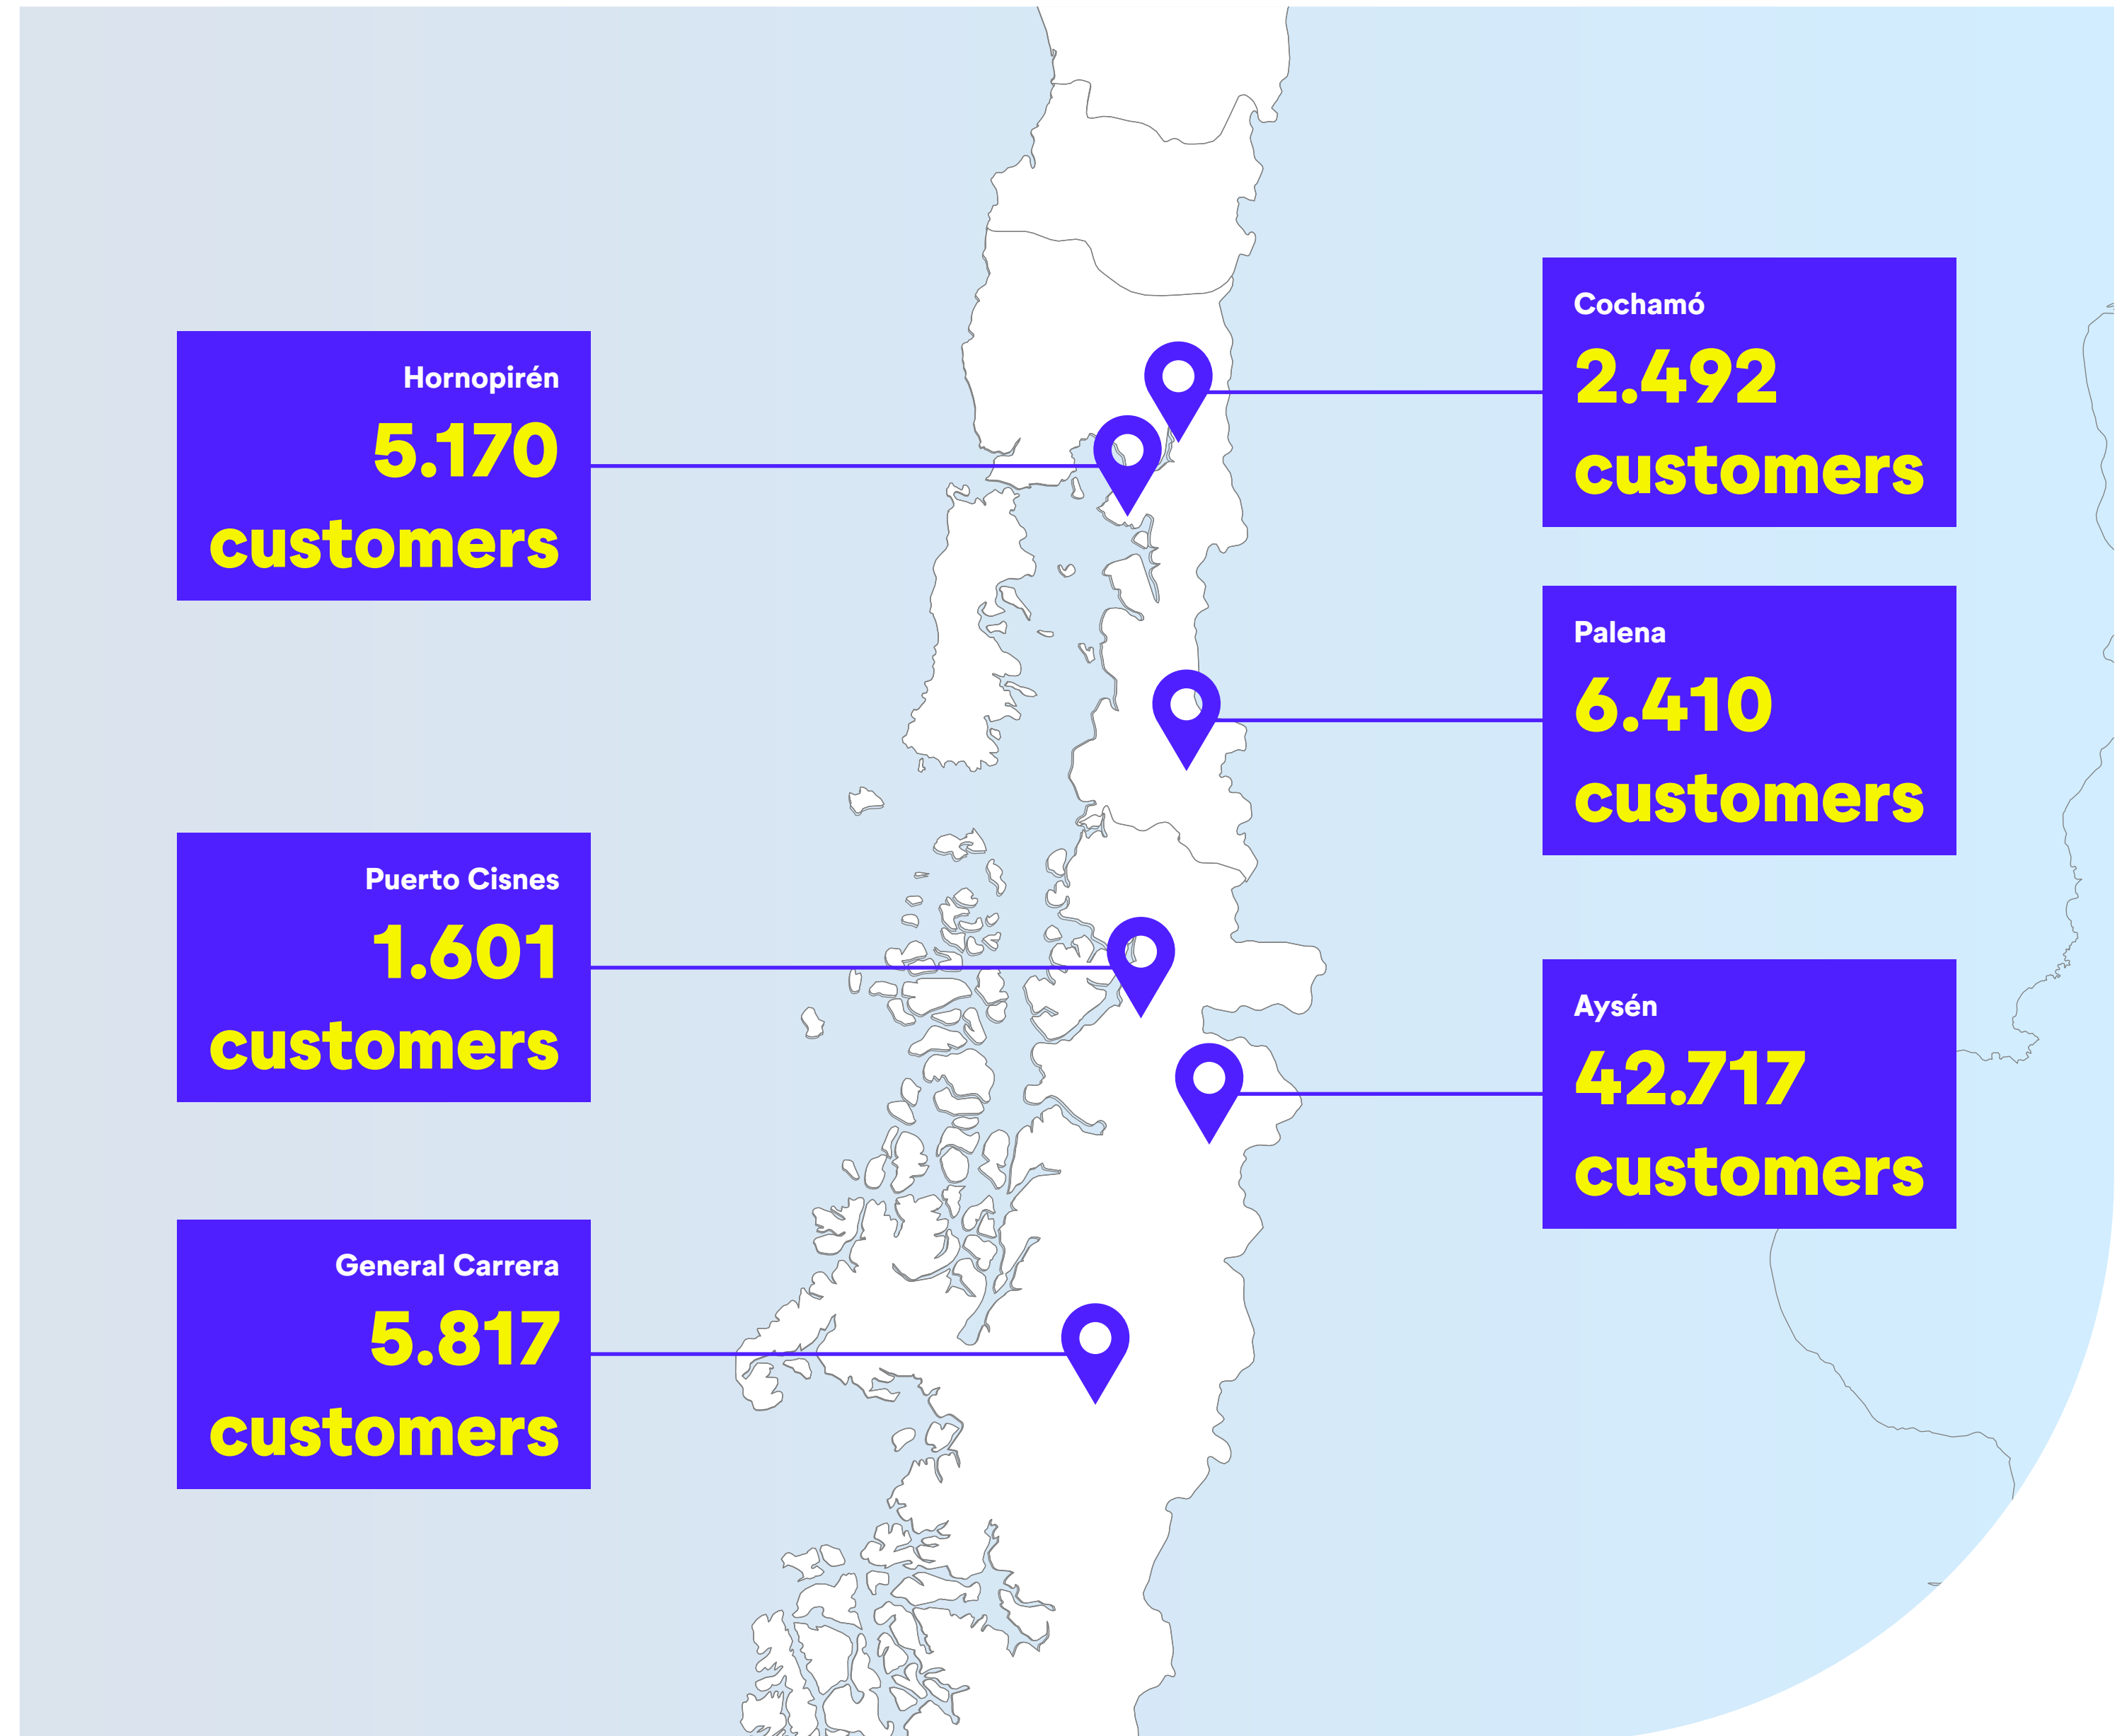 Hornopirén
5.170
customers
Puerto Cisnes
1.601
customers
General Carrera
5.817
customers
Cochamó
2.492
customers
Palena
6.410
customers
Aysén
42.717
customers